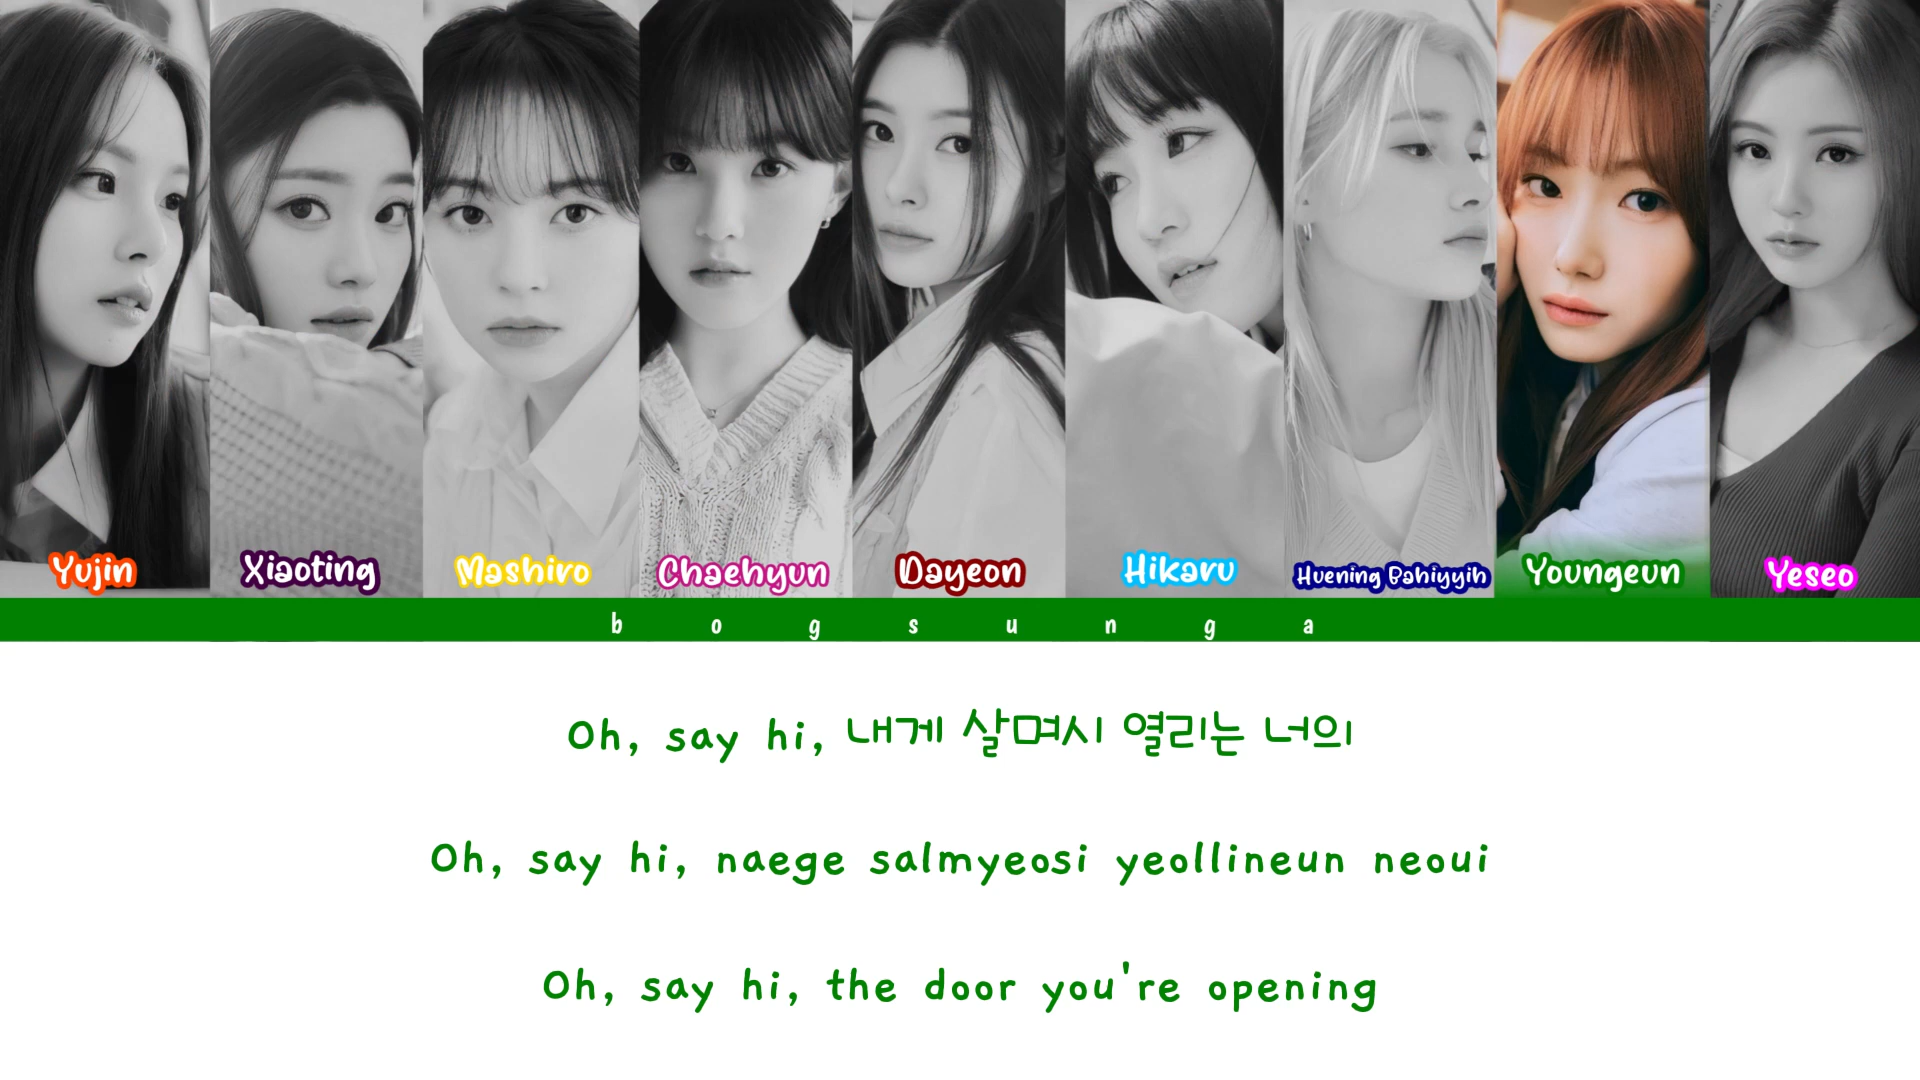 Yujin Xiaoting Mashiro Chaehyun Dayeon Hikaru Huening Bahiyyih Youngeun Yeseo
b o g s u n g a
Oh, say hi, 내게 살며시 열리는 너의
Oh, say hi, naege salmyeosi yeollineun neoui
Oh, say hi, the door you're opening